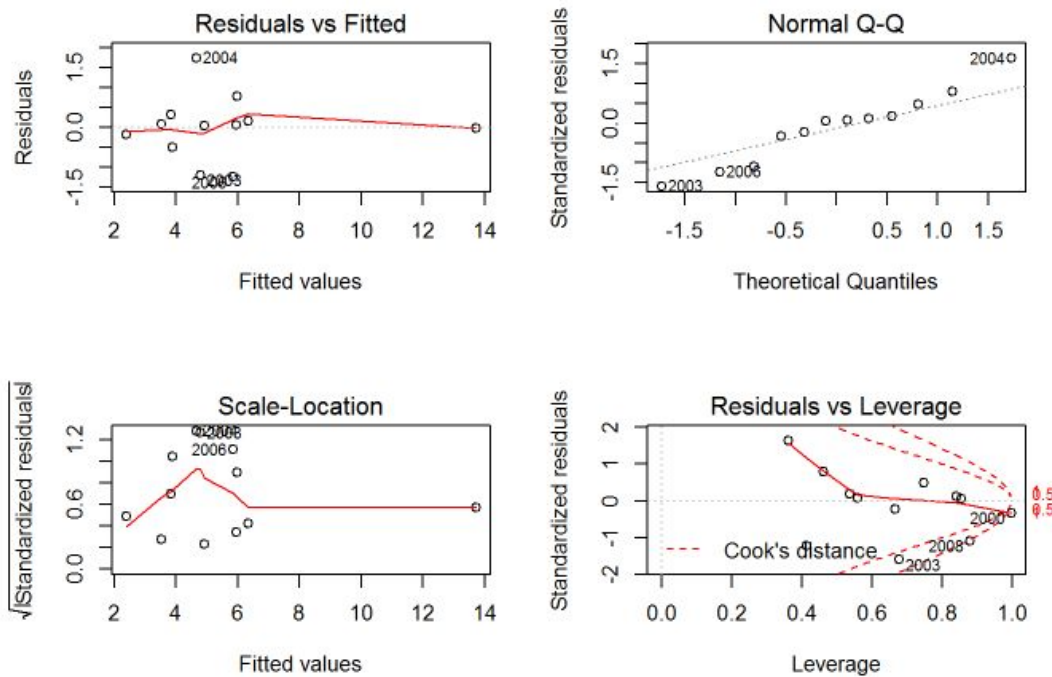 Residuals vs Fitted
Residuals
1.5
0.0
-1.5
2004
2 4 6 8 10 12 14
Fitted values
Normal Q-Q
Standardized residuals
1.5
0.0
-1.5
2004
2006
2003
-1.5 -0.5 0.5 1.0 1.5
Theoretical Quantiles
Scale-Location
√|Standardized residuals|
1.2
0.6
0.0
2006
2 4 6 8 10 12 14
Fitted values
Residuals vs Leverage
Standardized residuals
2
1
0
-1
-2
2000
2008
2003
Cook's distance
0.0 0.2 0.4 0.6 0.8 1.0
Leverage